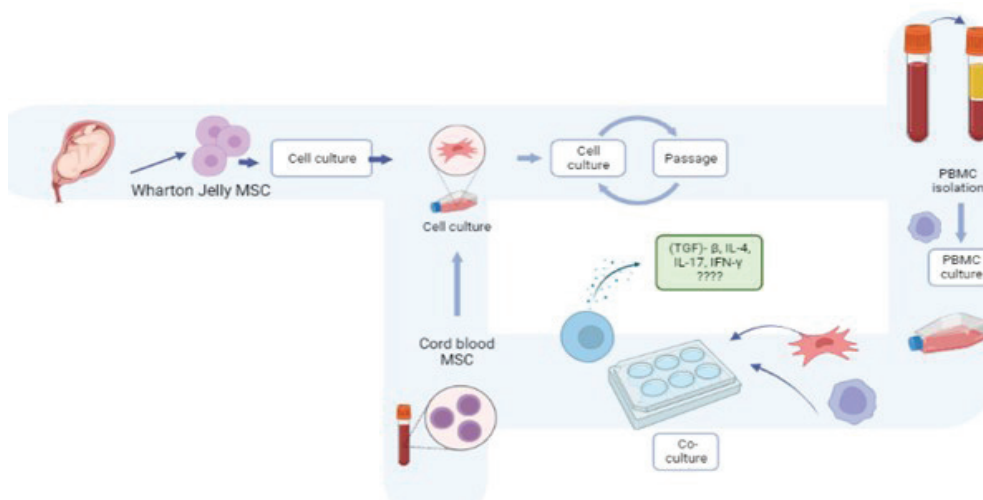 Wharton Jelly MSC
Cell culture
Cell culture
Cell
culture
Passage
PBMC
isolation
PBMC
culture
(TGF)- β, IL-4,
IL-17, IFN-γ
????
Cord blood
MSC
Co-
culture